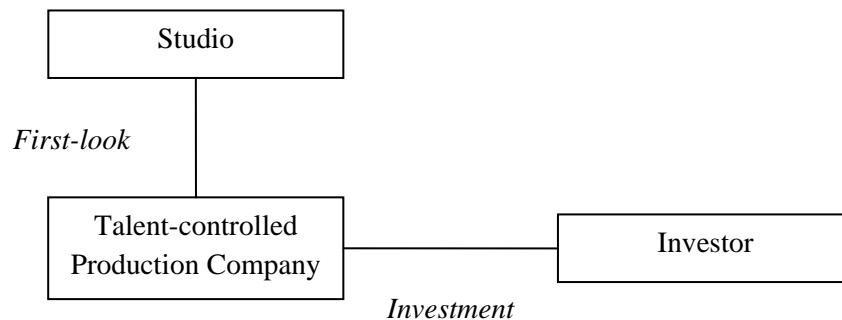 Studio
First-look
Talent-controlled
Production Company
Investor
Investment